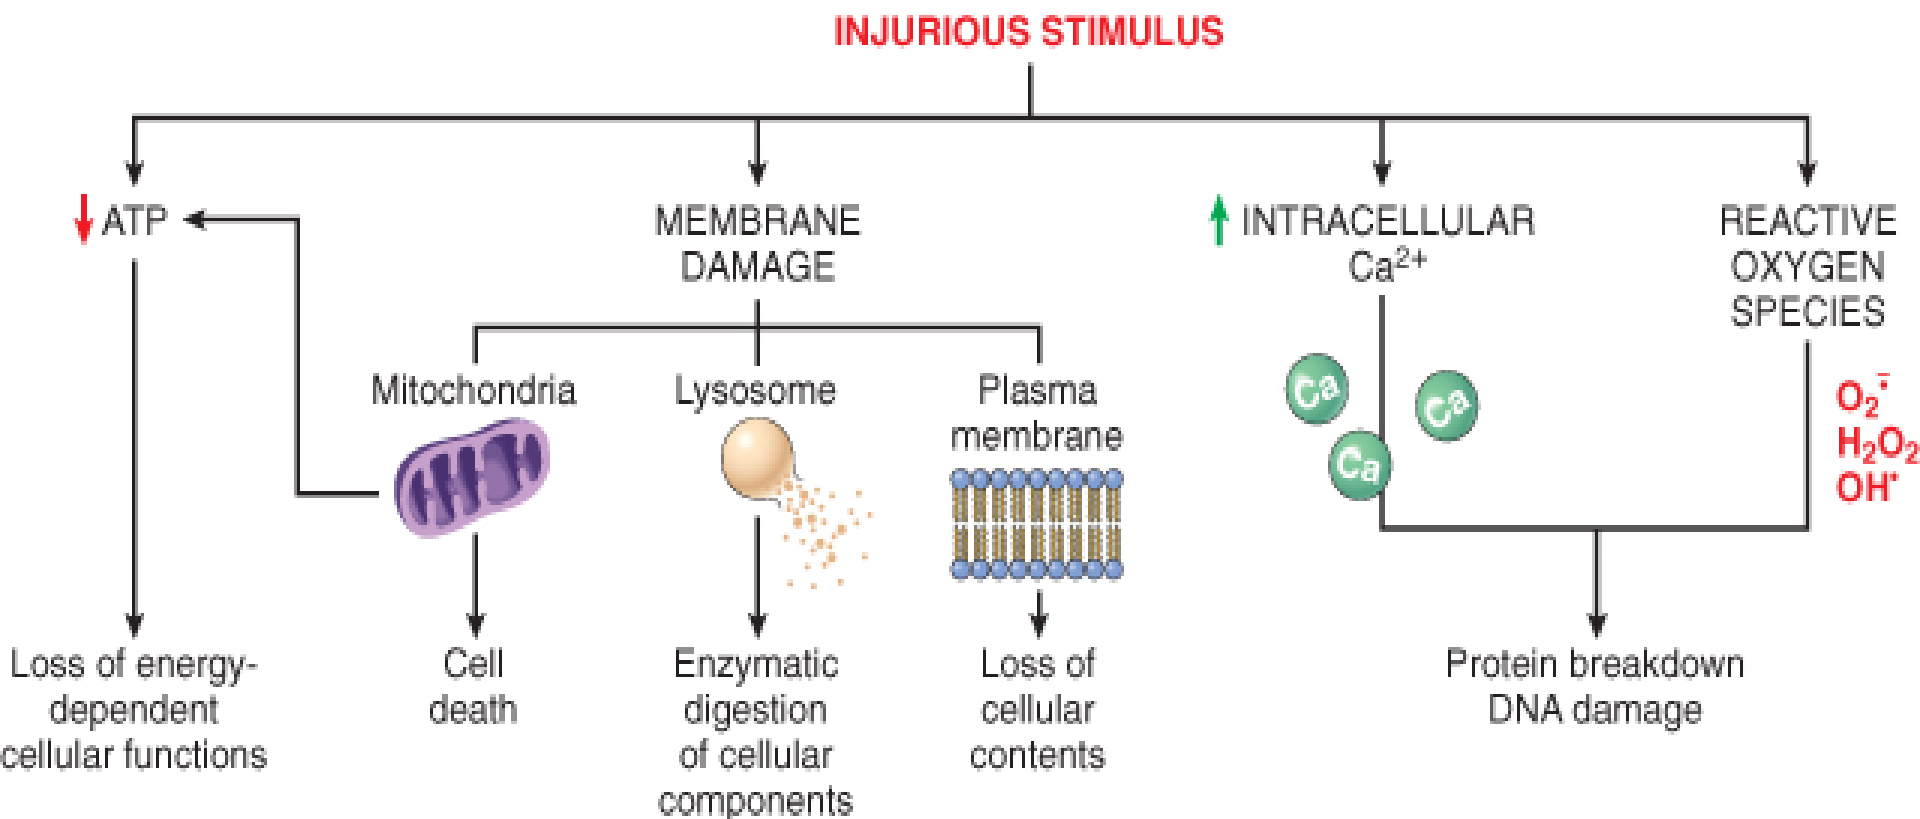 INJURIOUS STIMULUS
ATP
MEMBRANE
DAMAGE
INTRACELLULAR
Ca²⁺
REACTIVE
OXYGEN
SPECIES
Mitochondria
Lysosome
Plasma
membrane
Ca
Ca
Ca
O₂⁻•
H₂O₂
OH•
Loss of energy-
dependent
cellular functions
Cell
death
Enzymatic
digestion
of cellular
components
Loss of
cellular
contents
Protein breakdown
DNA damage